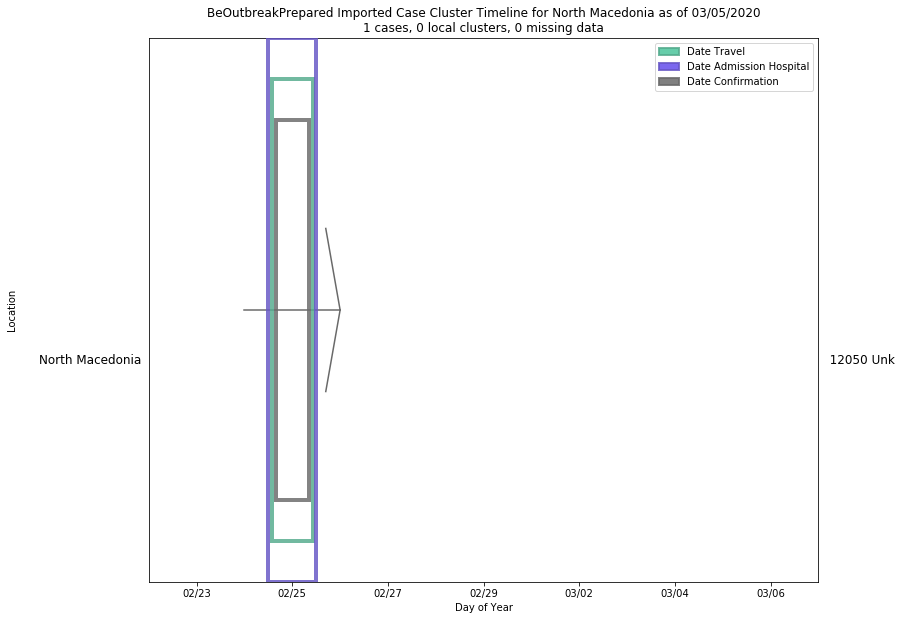 BeOutbreakPrepared Imported Case Cluster Timeline for North Macedonia as of 03/05/2020
1 cases, 0 local clusters, 0 missing data
Date Travel
Date Admission Hospital
Date Confirmation
Location
North Macedonia
12050 Unk
02/23
02/25
02/27
02/29
03/02
03/04
03/06
Day of Year